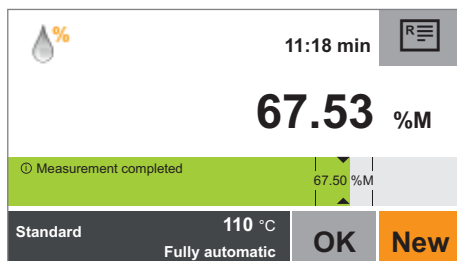 %
11:18 min
R
67.53 %M
Measurement completed
67.50 %M
Standard
110 °C
Fully automatic
OK
New